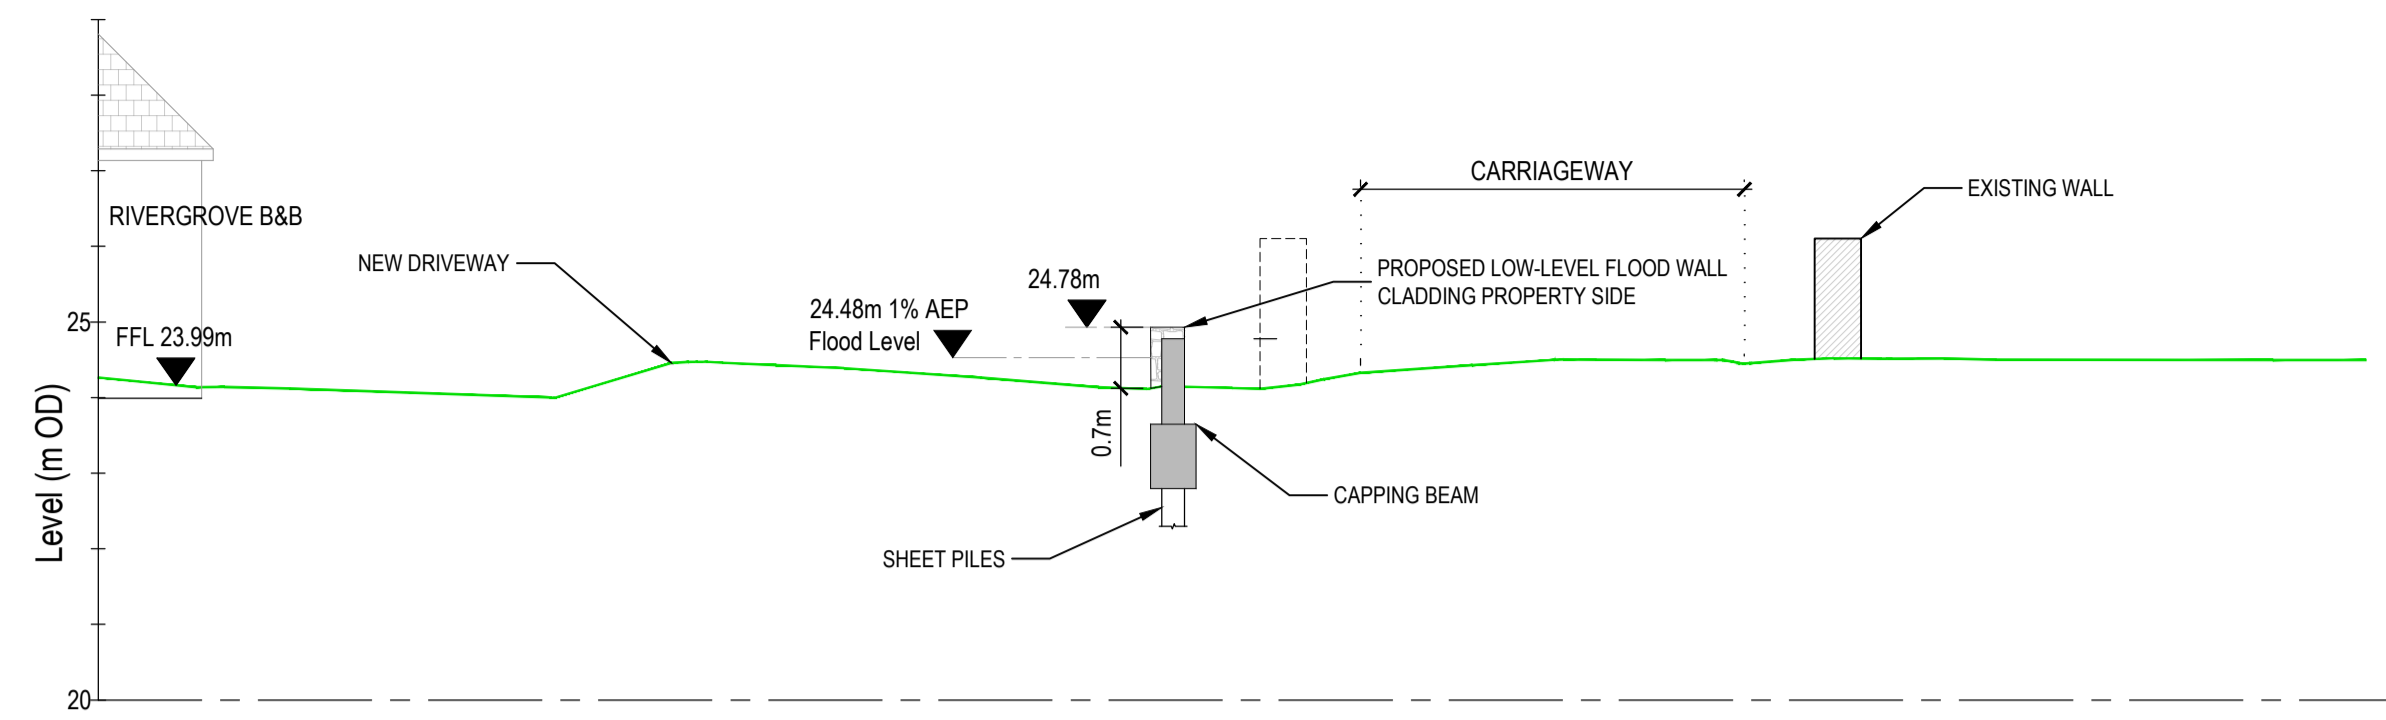 CARRIAGEWAY
EXISTING WALL
RIVERGROVE B&B
NEW DRIVEWAY
24.78m
PROPOSED LOW-LEVEL FLOOD WALL
CLADDING PROPERTY SIDE
24.48m 1% AEP
Flood Level
25
FFL 23.99m
0.7m
Level (m OD)
CAPPING BEAM
SHEET PILES
20